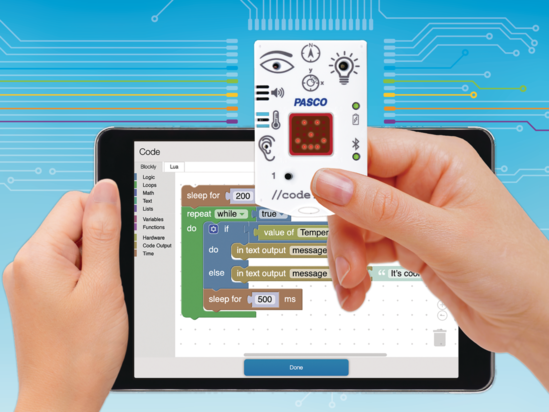 N
y
x
PASCO
1
//code
Code
Blockly Lua
Logic
Loops
Math
Text
Lists
Variables
Functions
Hardware
Code Output
Time
sleep for 200
repeat while true
do if value of Temper
do in text output message
else in text output message “ It's coo
sleep for 500 ms
Done